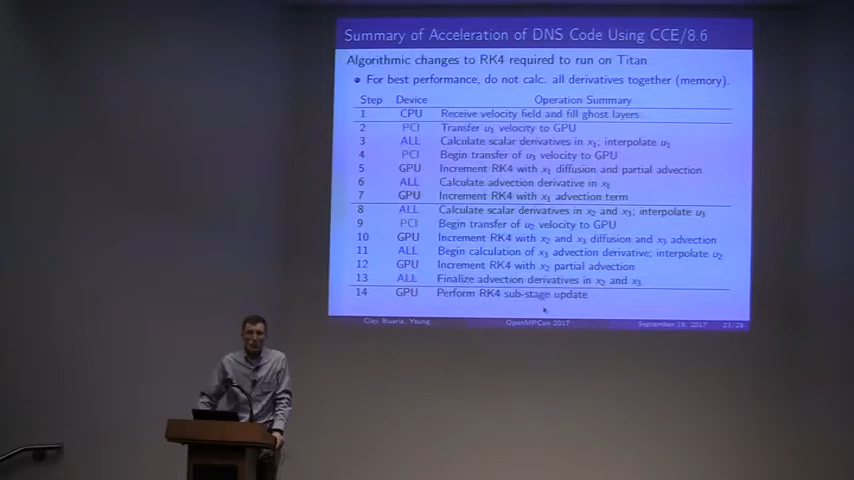 Summary of Acceleration of DNS Code Using CCE/8.6
Algorithmic changes to RK4 required to run on Titan
For best performance, do not calc. all derivatives together (memory).
Step Device Operation Summary
1 CPU Receive velocity field and fill ghost layers
2 PCI Transfer u₁ velocity to GPU
3 ALL Calculate scalar derivatives in x₁; interpolate u₁
4 PCI Begin transfer of u₃ velocity to GPU
5 GPU Increment RK4 with x₁ diffusion and partial advection
6 ALL Calculate advection derivative in x₁
7 GPU Increment RK4 with x₁ advection term
8 ALL Calculate scalar derivatives in x₂ and x₃; interpolate u₃
9 PCI Begin transfer of u₂ velocity to GPU
10 GPU Increment RK4 with x₂ and x₃ diffusion and x₃ advection
11 ALL Begin calculation of x₃ advection derivative; interpolate u₂
12 GPU Increment RK4 with x₂ partial advection
13 ALL Finalize advection derivatives in x₂ and x₃
14 GPU Perform RK4 sub-stage update
Clay, Buaria, Yeung OpenMPCon 2017 September 19, 2017 23/26